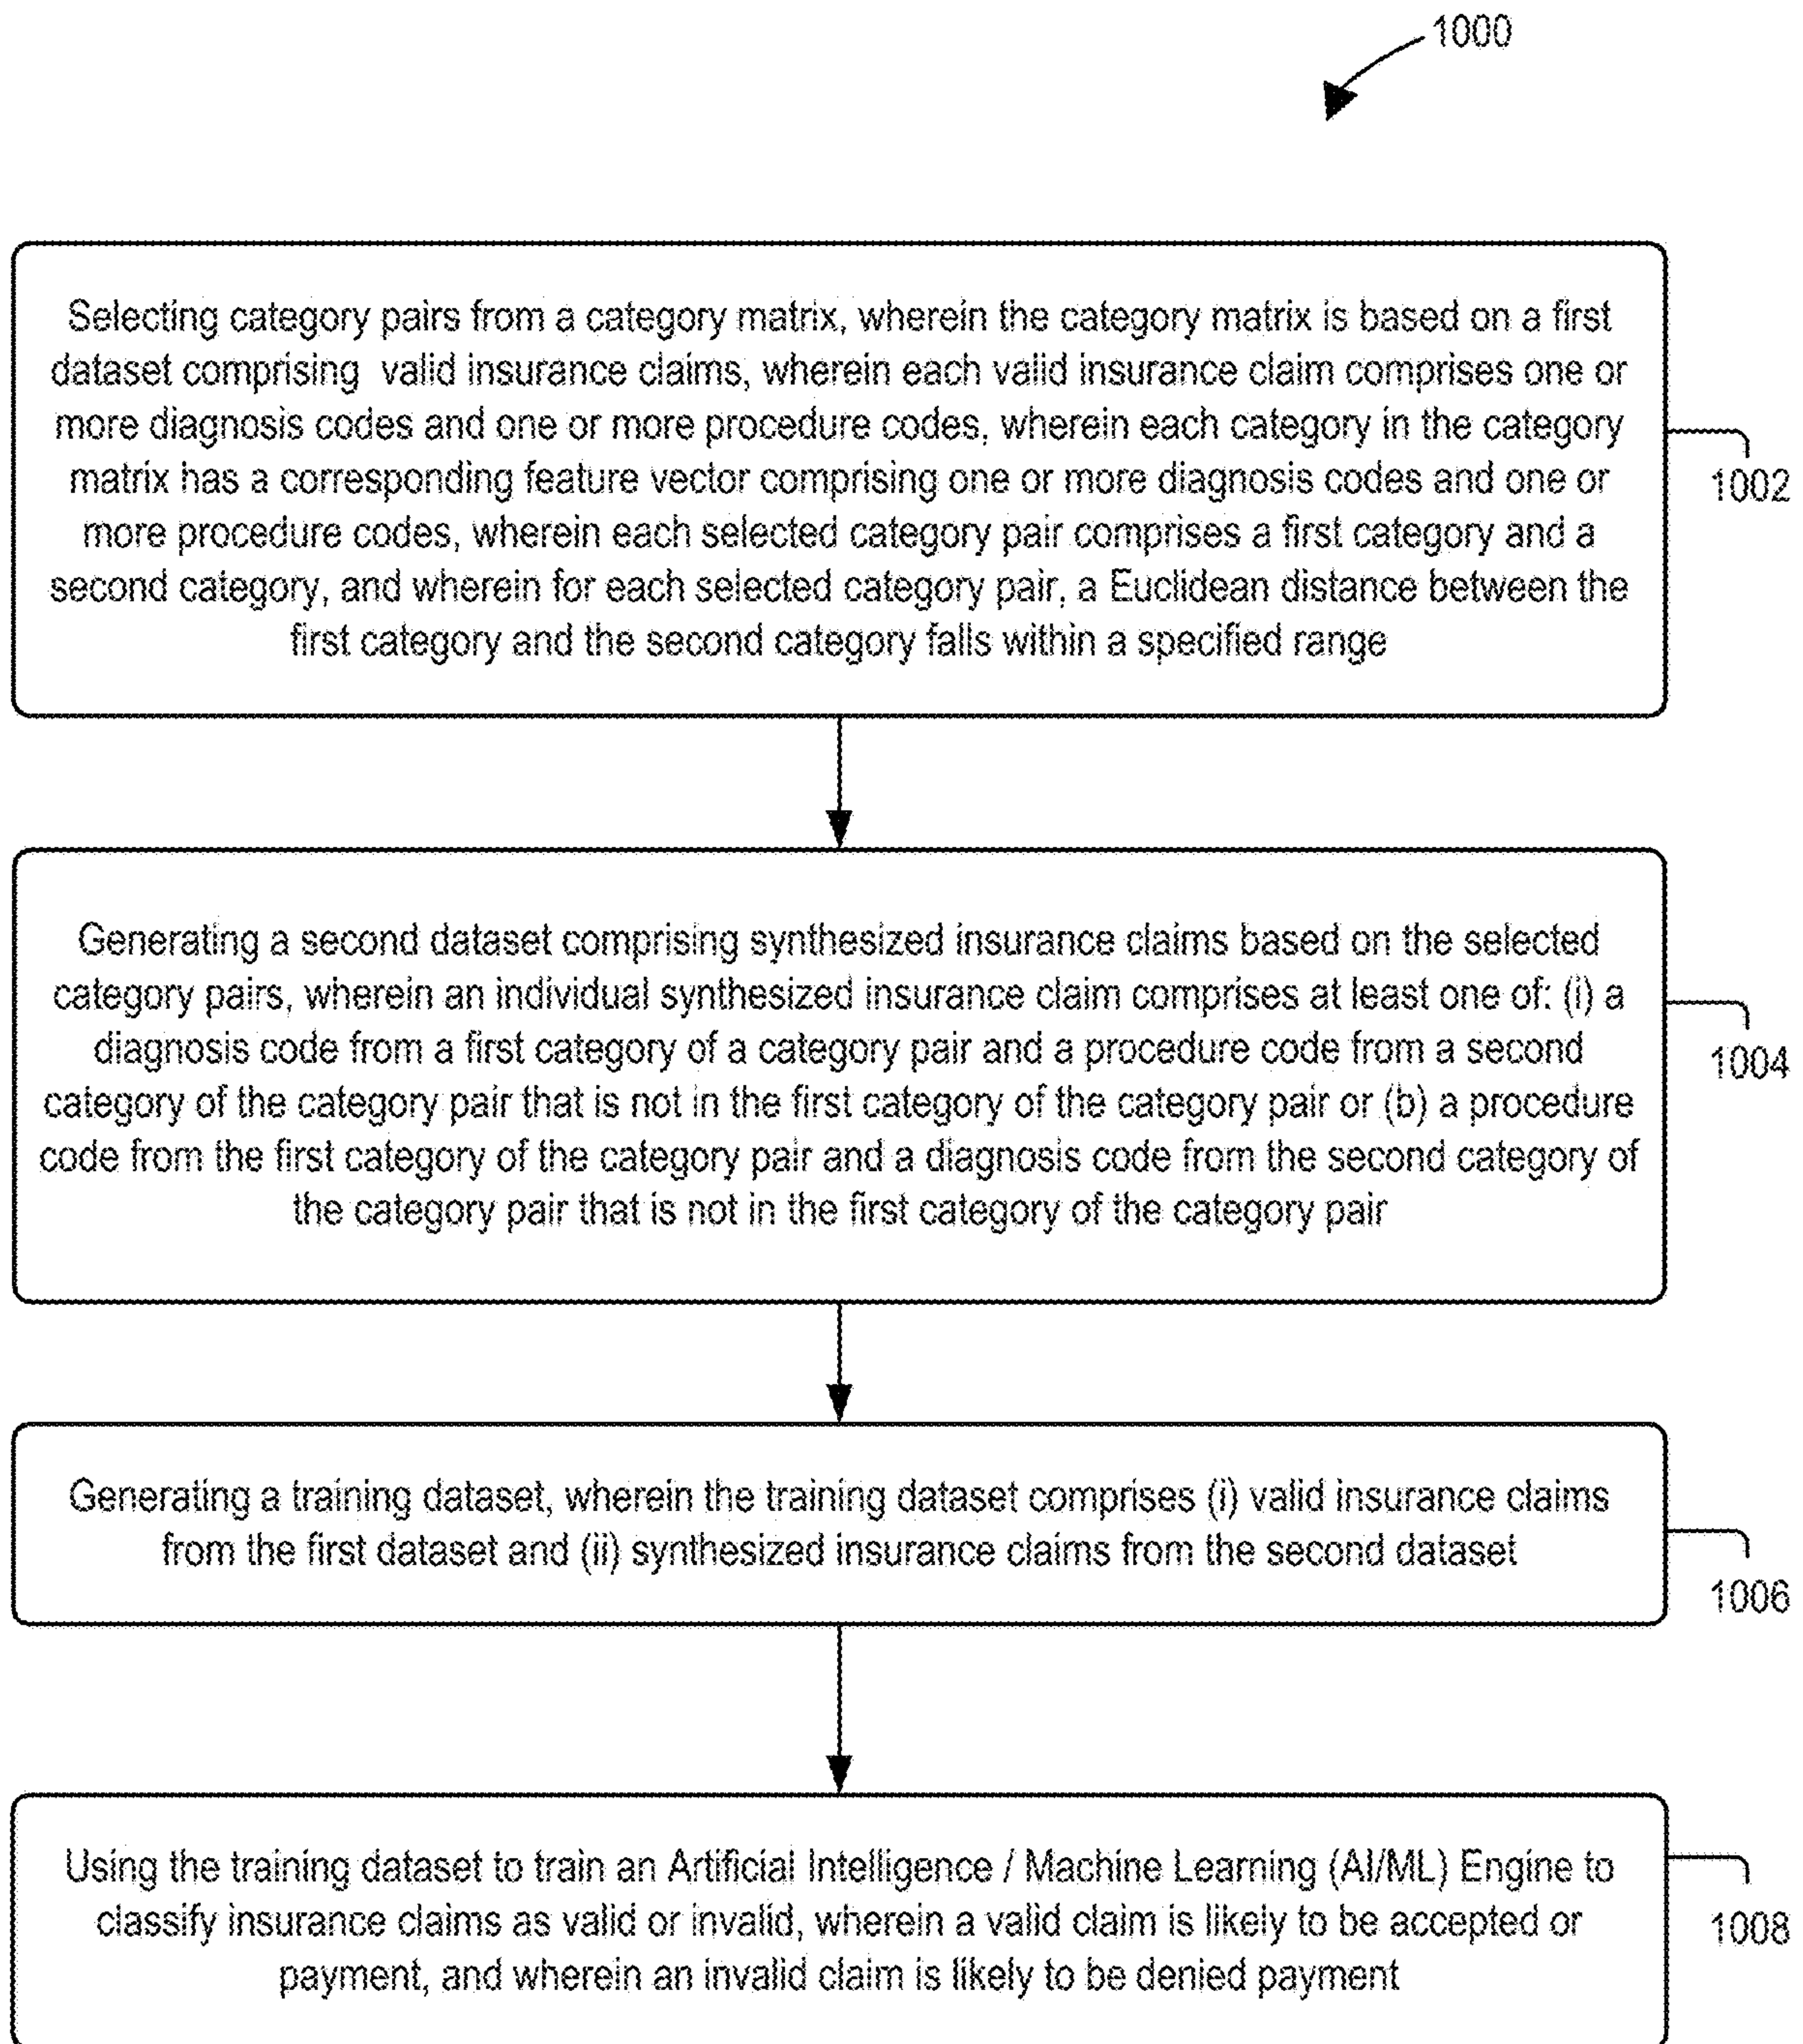 1000
Selecting category pairs from a category matrix, wherein the category matrix is based on a first
dataset comprising valid insurance claims, wherein each valid insurance claim comprises one or
more diagnosis codes and one or more procedure codes, wherein each category in the category
matrix has a corresponding feature vector comprising one or more diagnosis codes and one or
more procedure codes, wherein each selected category pair comprises a first category and a
second category, and wherein for each selected category pair, a Euclidean distance between the
first category and the second category falls within a specified range
1002
Generating a second dataset comprising synthesized insurance claims based on the selected
category pairs, wherein an individual synthesized insurance claim comprises at least one of: (i) a
diagnosis code from a first category of a category pair and a procedure code from a second
category of the category pair that is not in the first category of the category pair or (b) a procedure
code from the first category of the category pair and a diagnosis code from the second category of
the category pair that is not in the first category of the category pair
1004
Generating a training dataset, wherein the training dataset comprises (i) valid insurance claims
from the first dataset and (ii) synthesized insurance claims from the second dataset
1006
Using the training dataset to train an Artificial Intelligence / Machine Learning (AI/ML) Engine to
classify insurance claims as valid or invalid, wherein a valid claim is likely to be accepted or
payment, and wherein an invalid claim is likely to be denied payment
1008